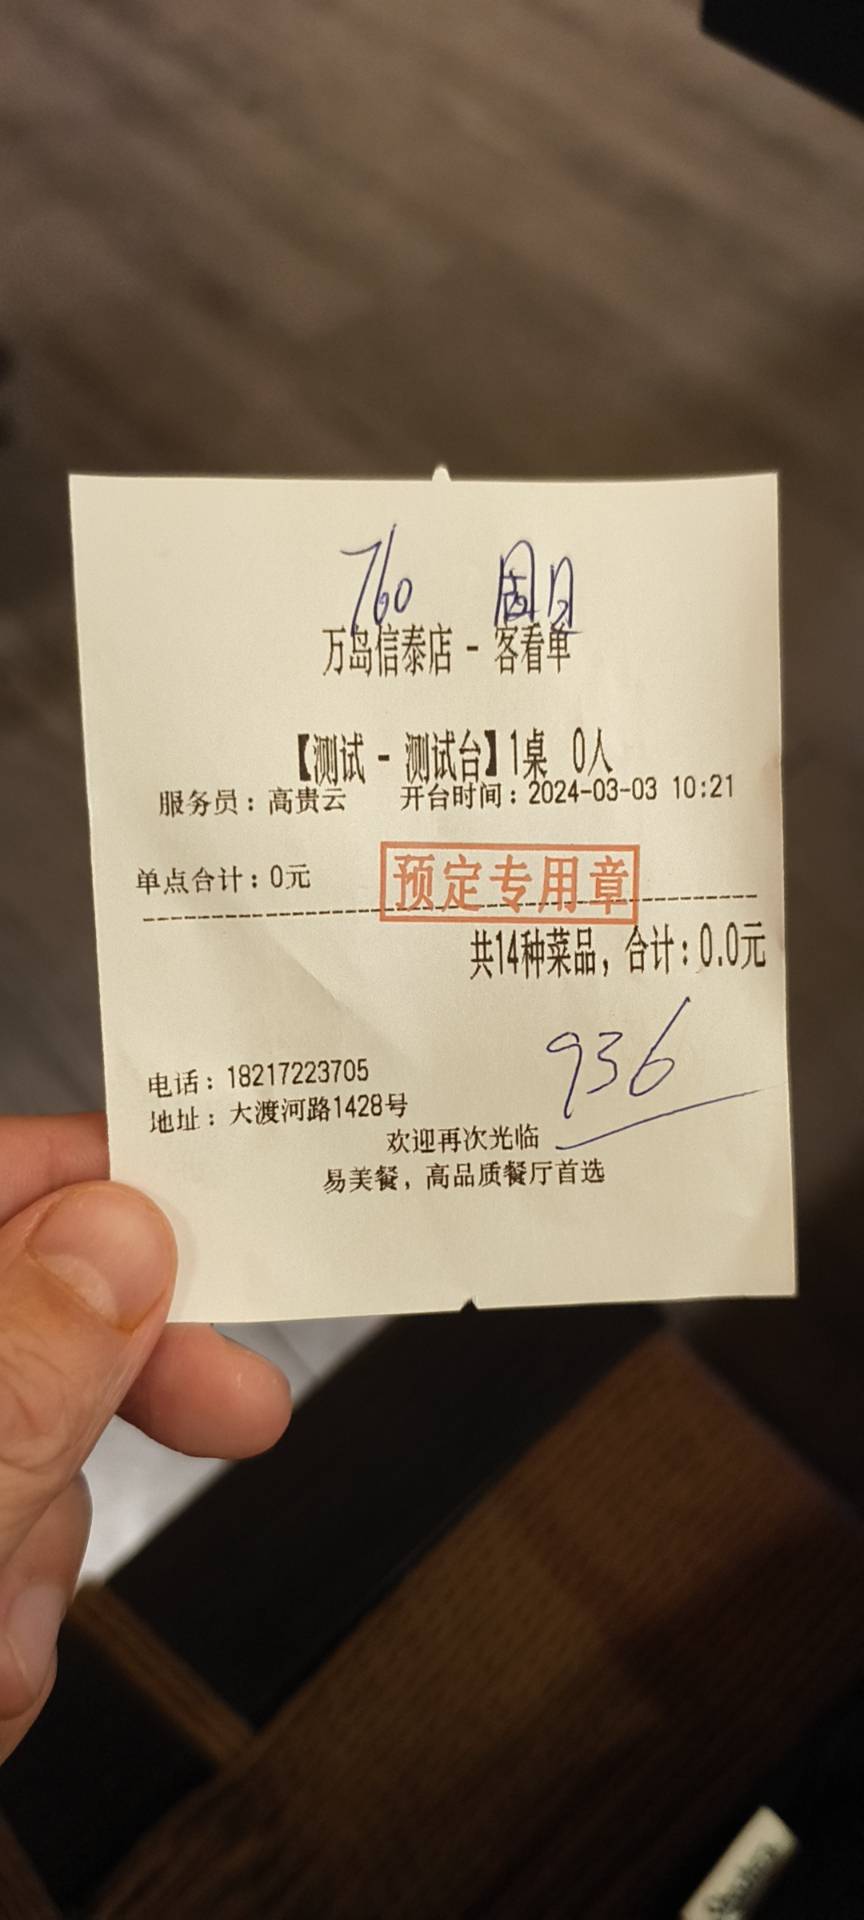 760 周日
万岛信泰店 - 客看单
【测试 - 测试台】1桌 0人
服务员：高贵云 开台时间：2024-03-03 10:21
单点合计：0元
预定专用章
共14种菜品，合计：0.0元
936
电话：18217223705
地址：大渡河路1428号
欢迎再次光临
易美餐，高品质餐厅首选